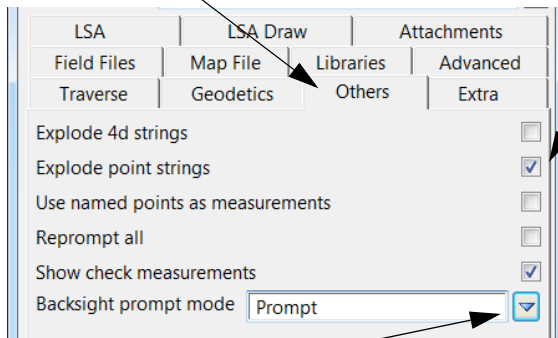 LSA LSA Draw Attachments
Field Files Map File Libraries Advanced
Traverse Geodetics Others Extra
Explode 4d strings
Explode point strings
Use named points as measurements
Reprompt all
Show check measurements
Backsight prompt mode Prompt